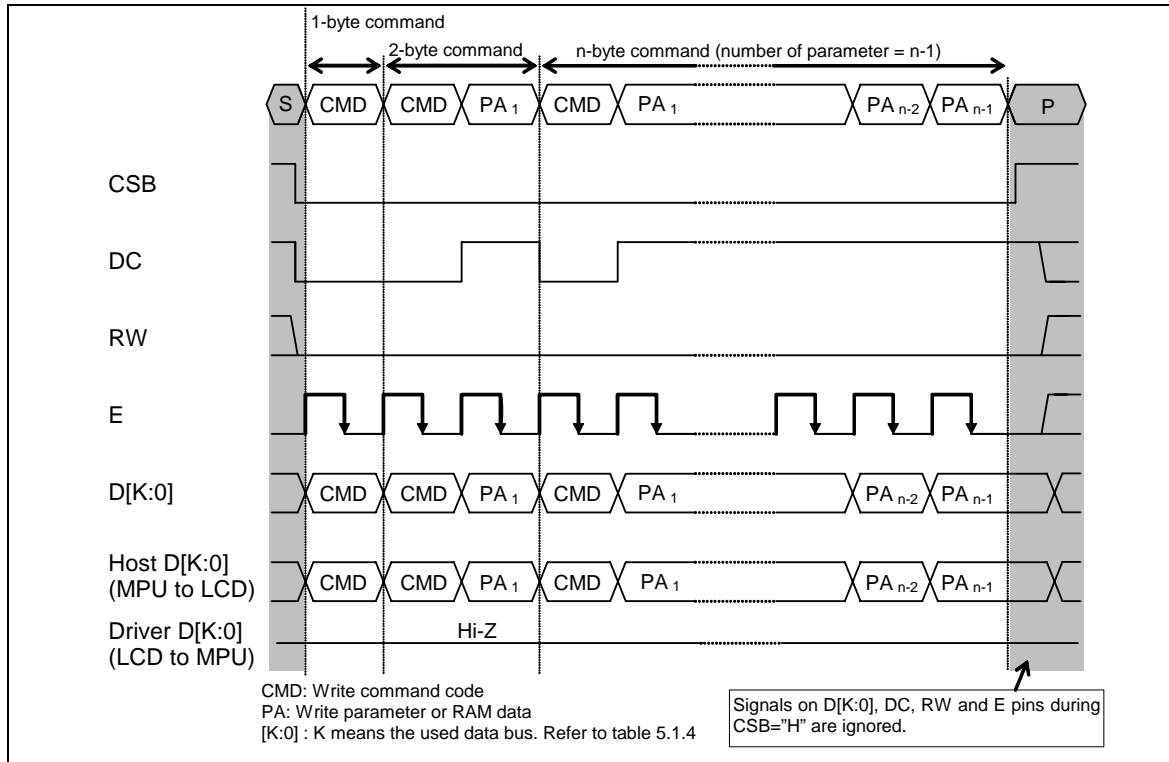 1-byte command
2-byte command
n-byte command (number of parameter = n-1)
S CMD CMD PA 1 CMD PA 1 PA n-2 PA n-1 P
CSB
DC
RW
E
D[K:0] CMD CMD PA 1 CMD PA 1 PA n-2 PA n-1
Host D[K:0]
(MPU to LCD) CMD CMD PA 1 CMD PA 1 PA n-2 PA n-1
Driver D[K:0]
(LCD to MPU) Hi-Z
CMD: Write command code
PA: Write parameter or RAM data
[K:0] : K means the used data bus. Refer to table 5.1.4
Signals on D[K:0], DC, RW and E pins during
CSB=”H” are ignored.